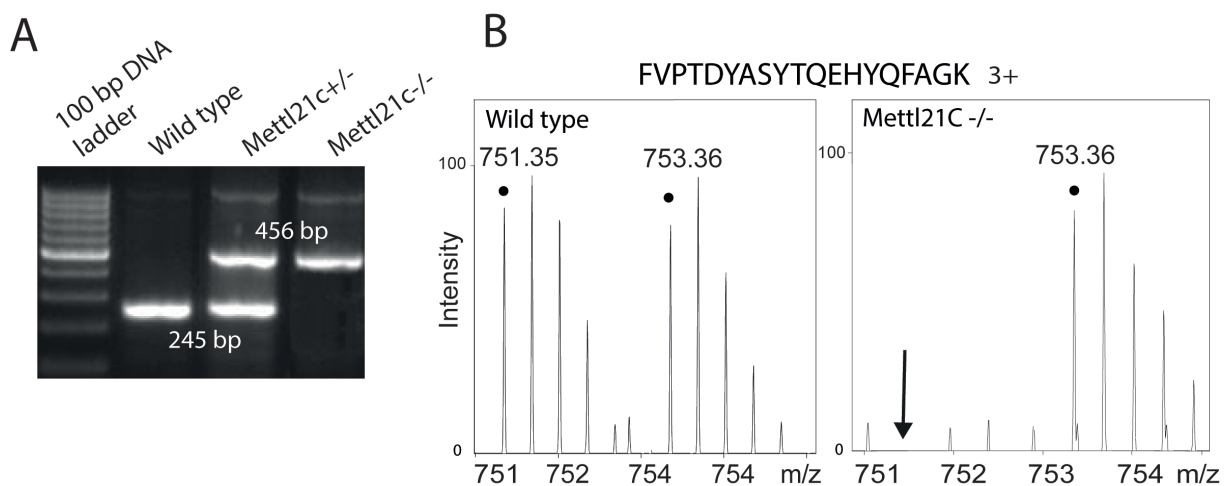 A
100 bp DNA
ladder
Wild type
Mettl21c+/-
Mettl21c-/-
456 bp
245 bp
B
FVPTDYASYTQEHYQFAGK 3+
Wild type
100
751.35
753.36
Intensity
0
751 752 754 754 m/z
Mettl21C -/-
100
753.36
0
751 752 753 754 m/z